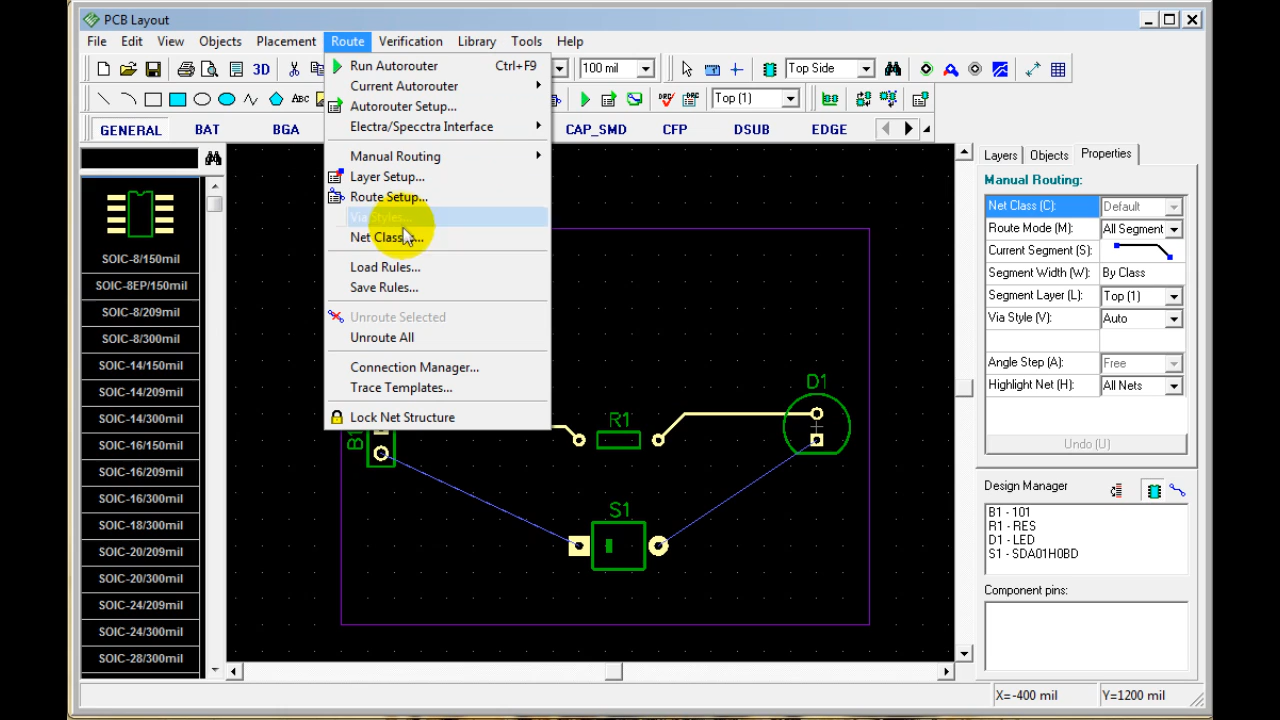 PCB Layout
File Edit View Objects Placement Route Verification Library Tools Help
3D 100 mil Top Side
Abc Top (1)
GENERAL BAT BGA CAP_SMD CFP DSUB EDGE
Run Autorouter Ctrl+F9
Current Autorouter
Autorouter Setup...
Electra/Specctra Interface
Manual Routing
Layer Setup...
Route Setup...
Via Styles...
Load Rules...
Save Rules...
Unroute Selected
Unroute All
Connection Manager...
Trace Templates...
Lock Net Structure
SOIC-8/150mil
SOIC-8EP/150mil
SOIC-8/209mil
SOIC-8/300mil
SOIC-14/150mil
SOIC-14/209mil
SOIC-14/300mil
SOIC-16/150mil
SOIC-16/209mil
SOIC-16/300mil
SOIC-18/300mil
SOIC-20/209mil
SOIC-20/300mil
SOIC-24/209mil
SOIC-24/300mil
SOIC-28/300mil
B1
R1
D1
S1
Layers Objects Properties
Manual Routing:
Net Class (C): Default
Route Mode (M): All Segment
Current Segment (S):
Segment Width (W): By Class
Segment Layer (L): Top (1)
Via Style (V): Auto
Angle Step (A): Free
Highlight Net (H): All Nets
Undo (U)
Design Manager
B1 - 101
R1 - RES
D1 - LED
S1 - SDA01H0BD
Component pins:
X=-400 mil Y=1200 mil